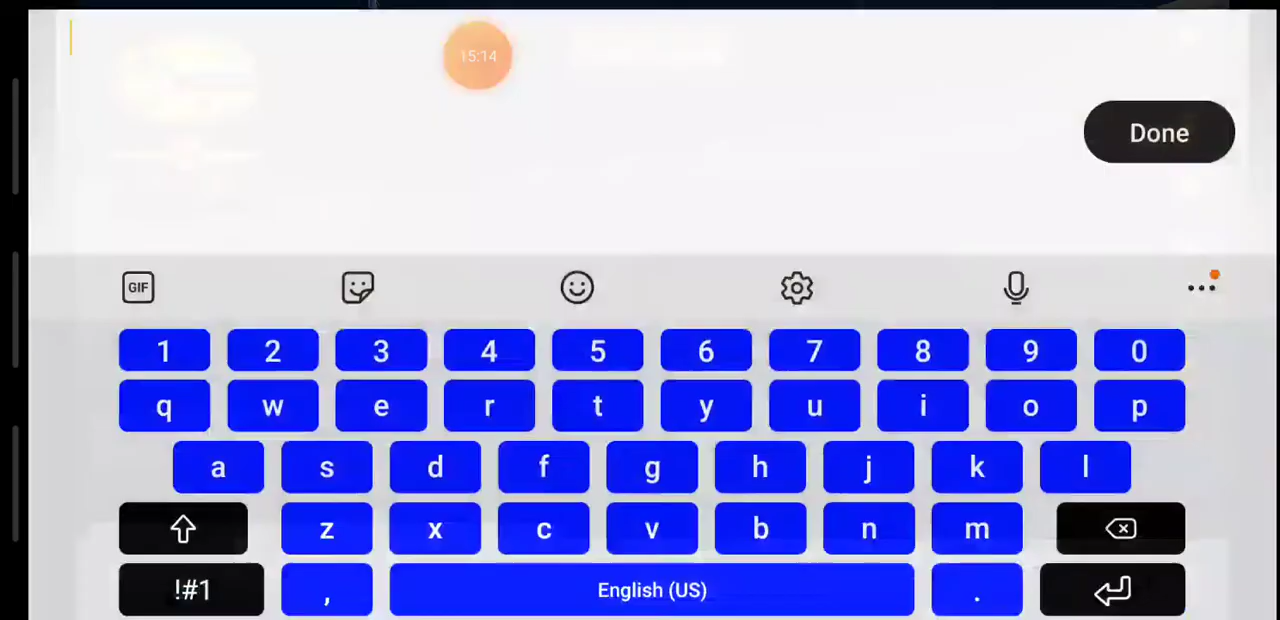 15:14
Done
GIF
1 2 3 4 5 6 7 8 9 0
q w e r t y u i o p
a s d f g h j k l
z x c v b n m
!#1 , English (US) .